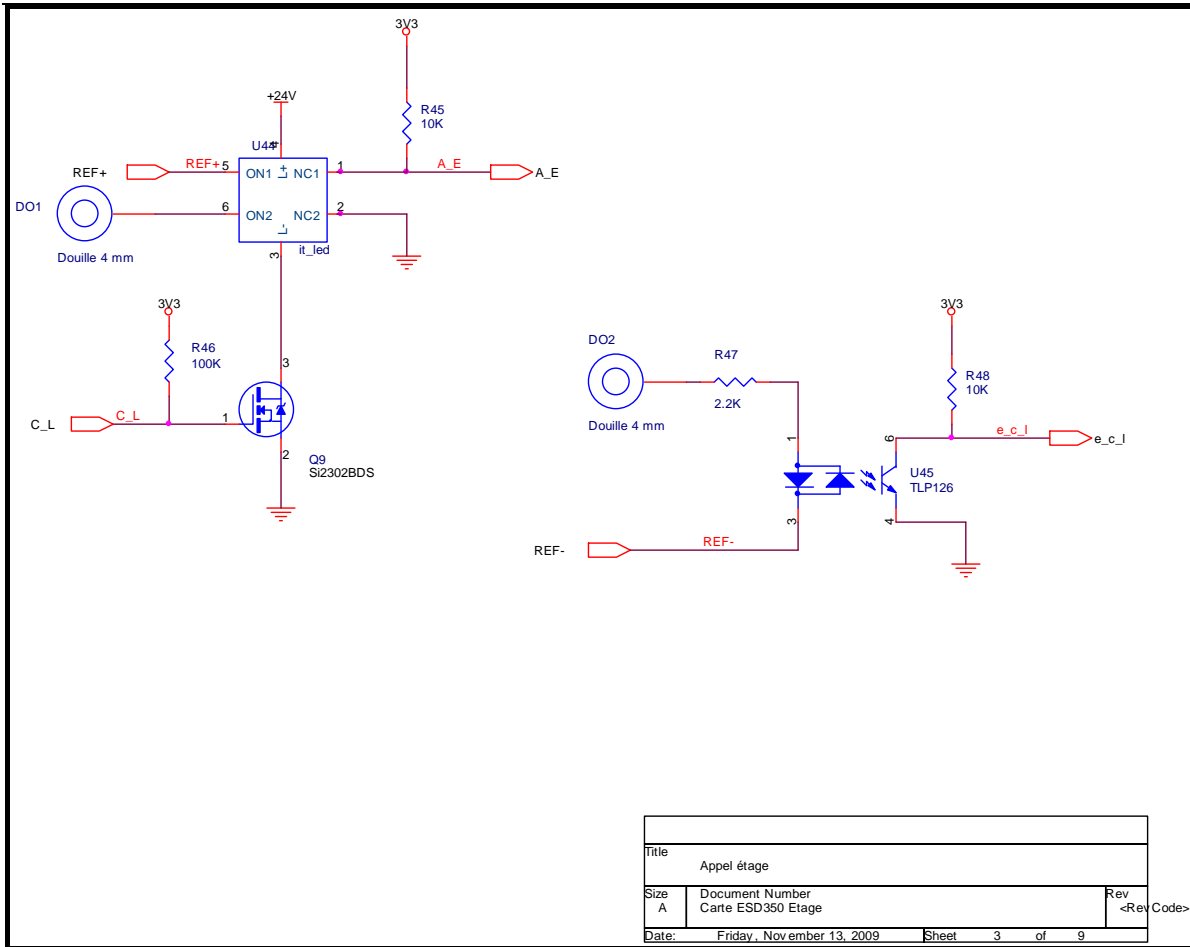 3V3
+24V
R45
10K
U44
4
REF+
REF+
5
ON1
L+
NC1
1
A_E
A_E
DO1
6
ON2
NC2
2
L-
Douille 4 mm
3
it_led
3V3
R46
100K
3
C_L
C_L
1
2
Q9
Si2302BDS
3V3
DO2
R47
R48
10K
2.2K
Douille 4 mm
1
6
e_c_l
e_c_l
U45
TLP126
3
4
REF-
REF-
Title
Appel étage
Size
Document Number
Rev
A
Carte ESD350 Etage
<Rev Code>
Date:
Friday, November 13, 2009
Sheet
3
of
9